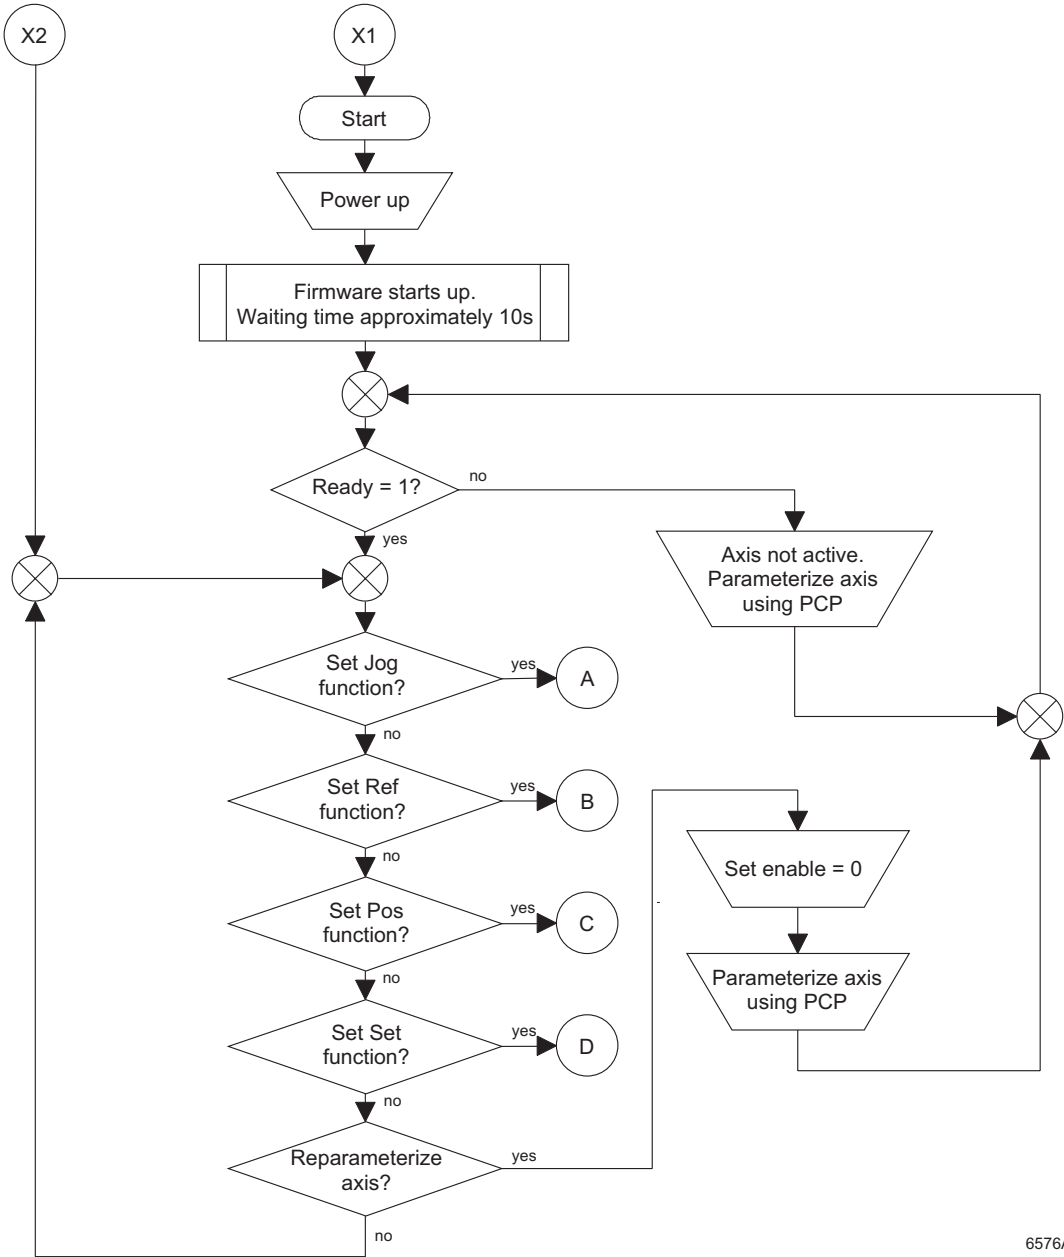 X2
X1
Start
Power up
Firmware starts up.
Waiting time approximately 10s
Ready = 1?
no
yes
Axis not active.
Parameterize axis
using PCP
Set Jog
function?
yes
A
no
Set Ref
function?
yes
B
no
Set enable = 0
Set Pos
function?
yes
C
no
Parameterize axis
using PCP
Set Set
function?
yes
D
no
Reparameterize
axis?
yes
no